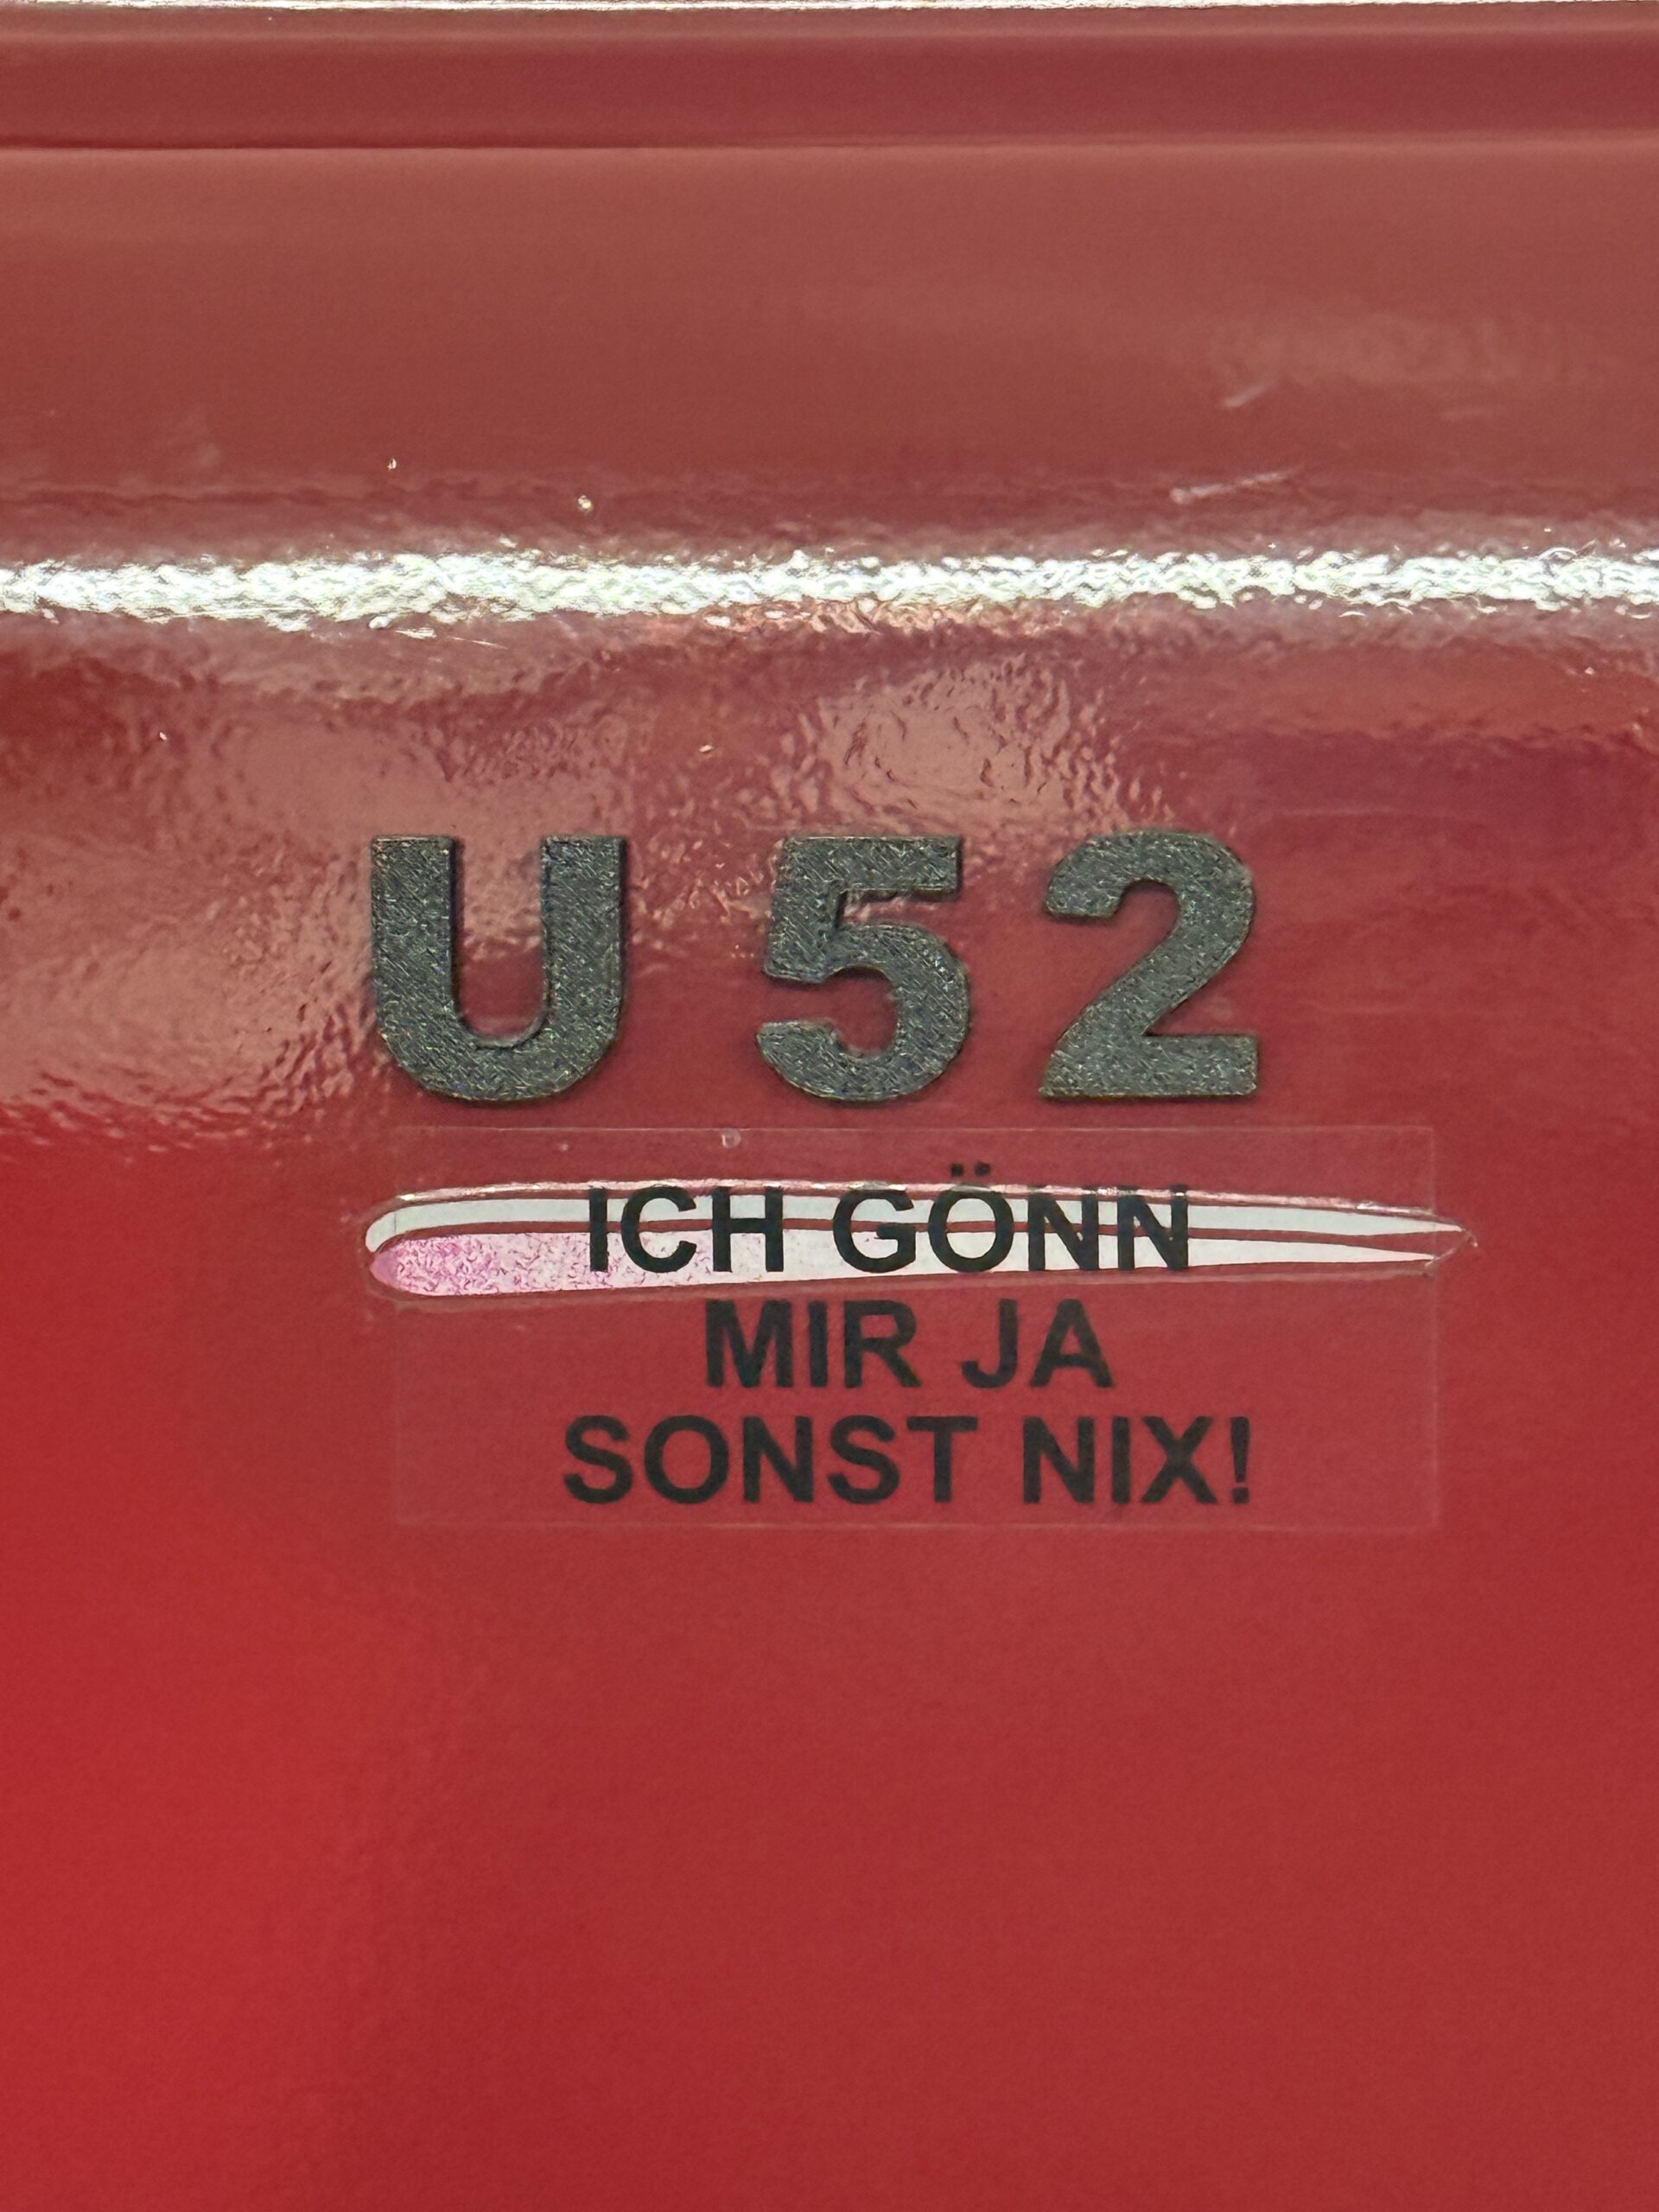 U 52
ICH GÖNN
MIR JA
SONST NIX!